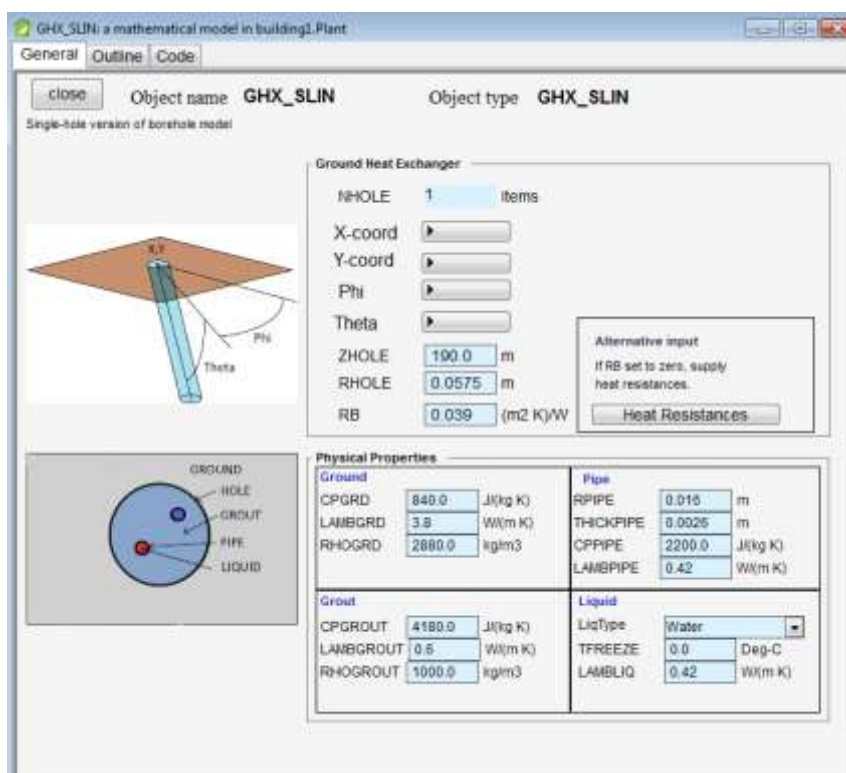 GHX_SLIN: a mathematical model in building1.Plant
General Outline Code
close Object name GHX_SLIN Object type GHX_SLIN
Single-hole version of borehole model
Ground Heat Exchanger
NHOLE 1 items
X-coord
Y-coord
Phi
Theta
ZHOLE 190.0 m
RHOLE 0.0575 m
RB 0.039 (m2 K)/W
Alternative input
If RB set to zero, supply
heat resistances.
Heat Resistances
X,Y
Phi
Theta
GROUND
HOLE
GROUT
PIPE
LIQUID
Physical Properties
Ground
CPGRD 840.0 J/(kg K)
LAMBGRD 3.8 W/(m K)
RHOGRD 2880.0 kg/m3
Pipe
RPIPE 0.016 m
THICKPIPE 0.0026 m
CPPIPE 2200.0 J/(kg K)
LAMBPIPE 0.42 W/(m K)
Grout
CPGROUT 4180.0 J/(kg K)
LAMBGROUT 0.6 W/(m K)
RHOGROUT 1000.0 kg/m3
Liquid
LiqType Water
TFREEZE 0.0 Deg-C
LAMBLIQ 0.42 W/(m K)